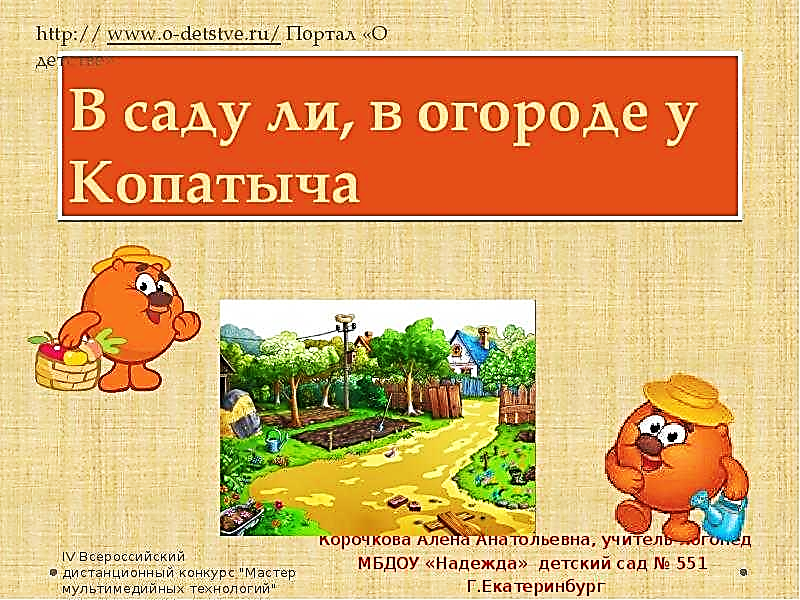 http:// www.o-detstve.ru/ Портал «О
детстве»
В саду ли, в огороде у
Копатыча
Корочкова Алена Анатольевна, учитель-логопед
МБДОУ «Надежда» детский сад № 551
Г.Екатеринбург
IV Всероссийский
дистанционный конкурс "Мастер
мультимедийных технологий"